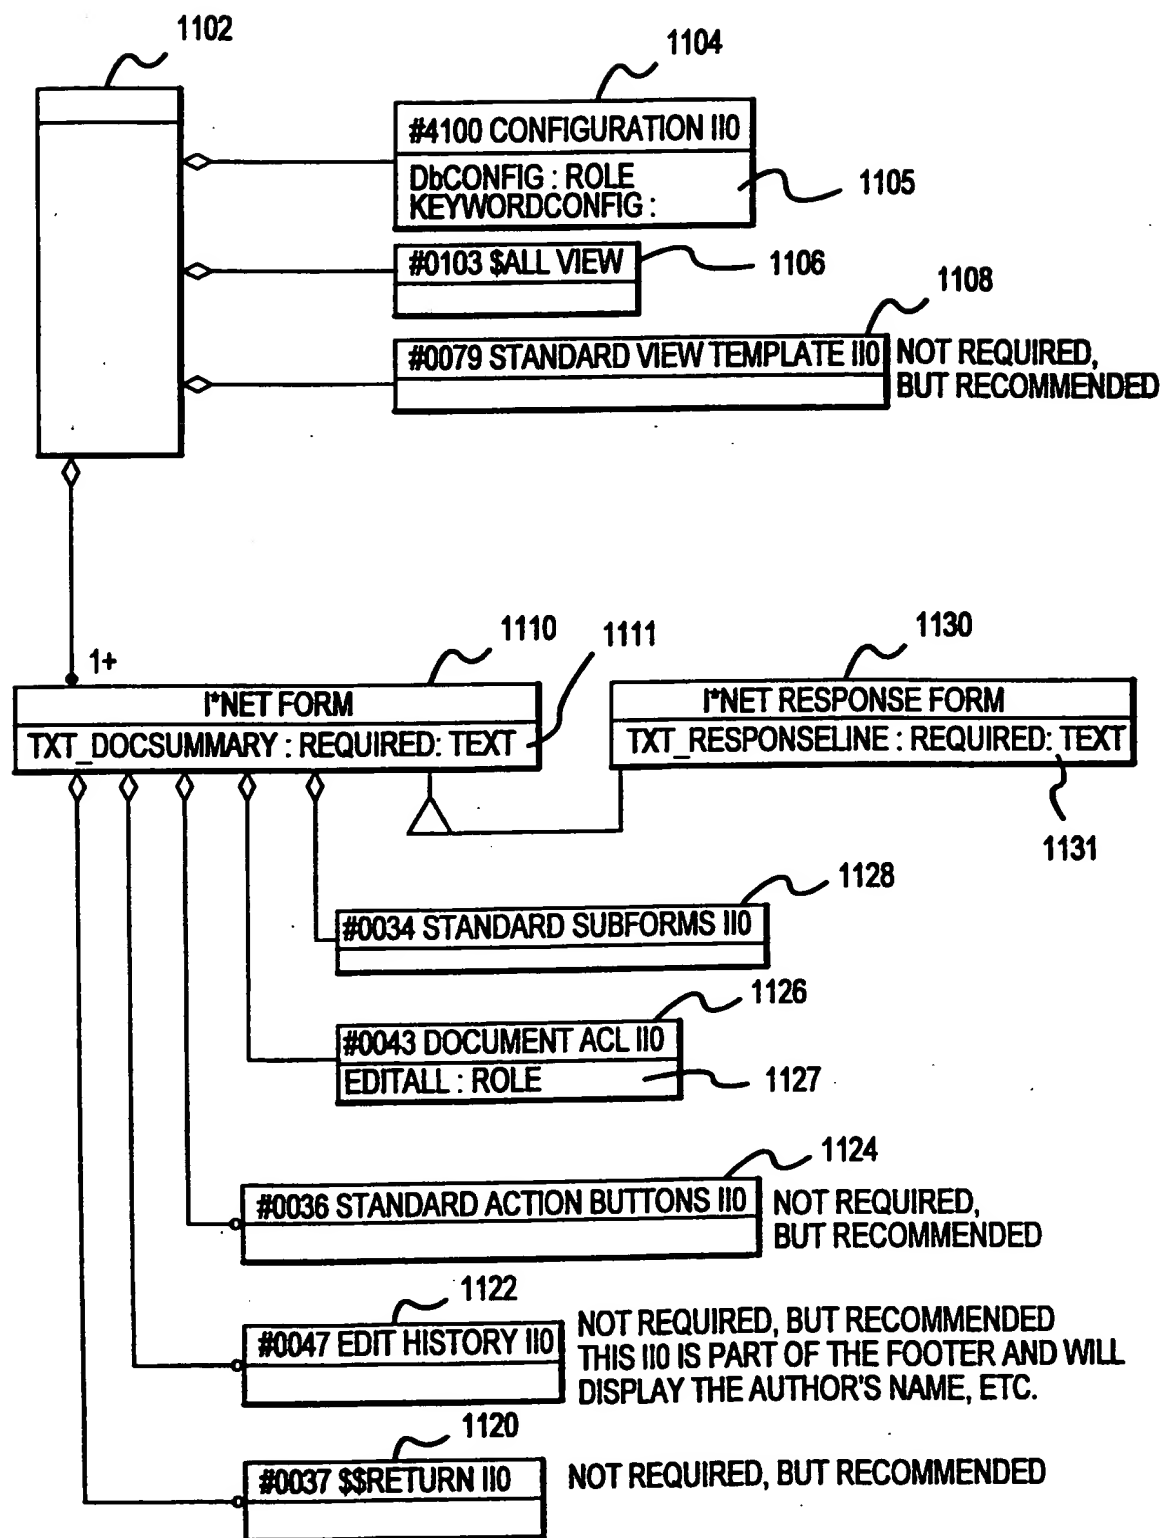 1102
1104
#4100 CONFIGURATION II0
DbCONFIG : ROLE
KEYWORDCONFIG :
1105
#0103 $ALL VIEW
1106
1108
#0079 STANDARD VIEW TEMPLATE II0
NOT REQUIRED,
BUT RECOMMENDED
1+
1110
1111
1130
I*NET FORM
TXT_DOCSUMMARY : REQUIRED: TEXT
I*NET RESPONSE FORM
TXT_RESPONSELINE : REQUIRED: TEXT
1131
1128
#0034 STANDARD SUBFORMS II0
1126
#0043 DOCUMENT ACL II0
EDITALL : ROLE
1127
1124
#0036 STANDARD ACTION BUTTONS II0
NOT REQUIRED,
BUT RECOMMENDED
1122
#0047 EDIT HISTORY II0
NOT REQUIRED, BUT RECOMMENDED
THIS II0 IS PART OF THE FOOTER AND WILL
DISPLAY THE AUTHOR'S NAME, ETC.
1120
#0037 $$RETURN II0
NOT REQUIRED, BUT RECOMMENDED